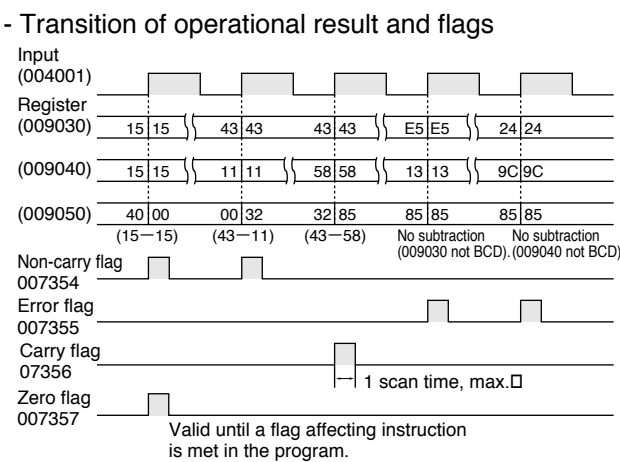 - Transition of operational result and flags
Input
(004001)
Register
(009030) 15 15 43 43 43 43 E5 E5 24 24
(009040) 15 15 11 11 58 58 13 13 9C 9C
(009050) 40 00 00 32 32 85 85 85 85 85
(15—15) (43—11) (43—58) No subtraction No subtraction
(009030 not BCD). (009040 not BCD)
Non-carry flag
007354
Error flag
007355
Carry flag
07356
1 scan time, max.□
Zero flag
007357
Valid until a flag affecting instruction
is met in the program.